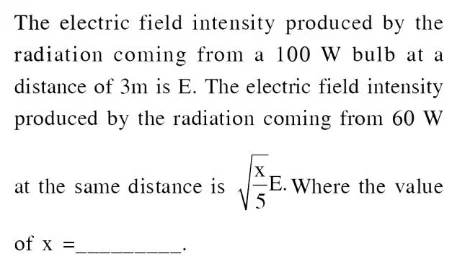 The electric field intensity produced by the
radiation coming from a 100 W bulb at a
distance of 3m is E. The electric field intensity
produced by the radiation coming from 60 W
at the same distance is √(x/5)E. Where the value
of x =_________.